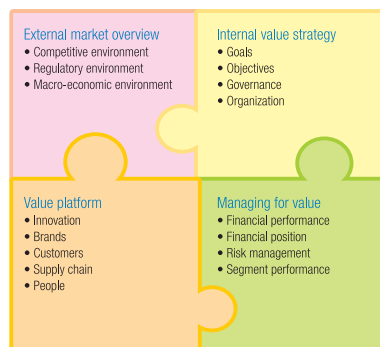 External market overview
• Competitive environment
• Regulatory environment
• Macro-economic environment
Internal value strategy
• Goals
• Objectives
• Governance
• Organization
Value platform
• Innovation
• Brands
• Customers
• Supply chain
• People
Managing for value
• Financial performance
• Financial position
• Risk management
• Segment performance